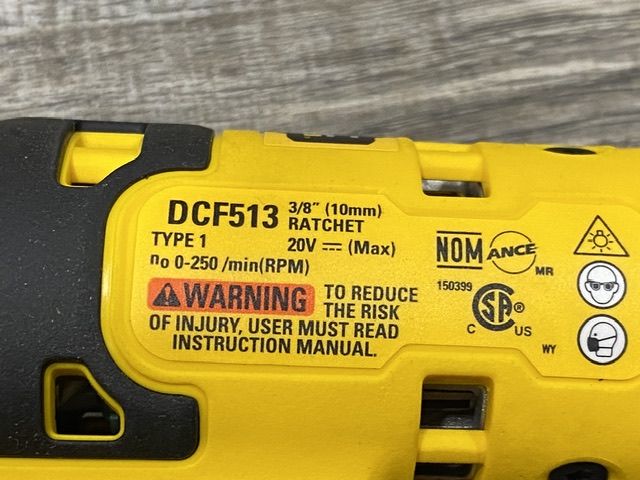 DCF513 3/8" (10mm) RATCHET
TYPE 1 20V ⎓ (Max)
no 0-250 /min(RPM)
WARNING TO REDUCE THE RISK
OF INJURY, USER MUST READ
INSTRUCTION MANUAL.
NOM ANCE MR
150399
C SA ® C US
WY